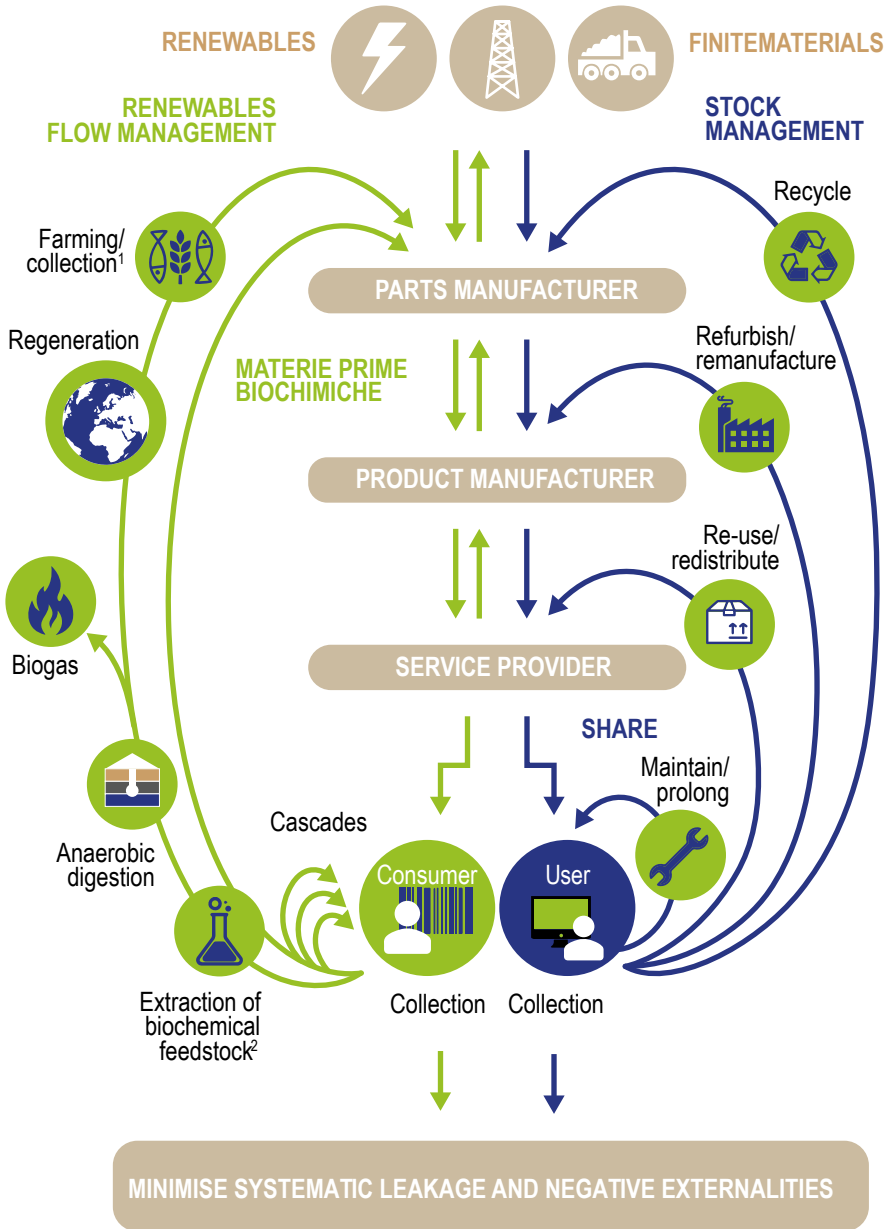 RENEWABLES
FINITEMATERIALS
RENEWABLES
FLOW MANAGEMENT
STOCK
MANAGEMENT
Recycle
Farming/
collection1
PARTS MANUFACTURER
Regeneration
Refurbish/
remanufacture
MATERIE PRIME
BIOCHIMICHE
PRODUCT MANUFACTURER
Re-use/
redistribute
Biogas
SERVICE PROVIDER
SHARE
Maintain/
prolong
Cascades
Anaerobic
digestion
Consumer
User
Extraction of
biochemical
feedstock2
Collection
Collection
MINIMISE SYSTEMATIC LEAKAGE AND NEGATIVE EXTERNALITIES